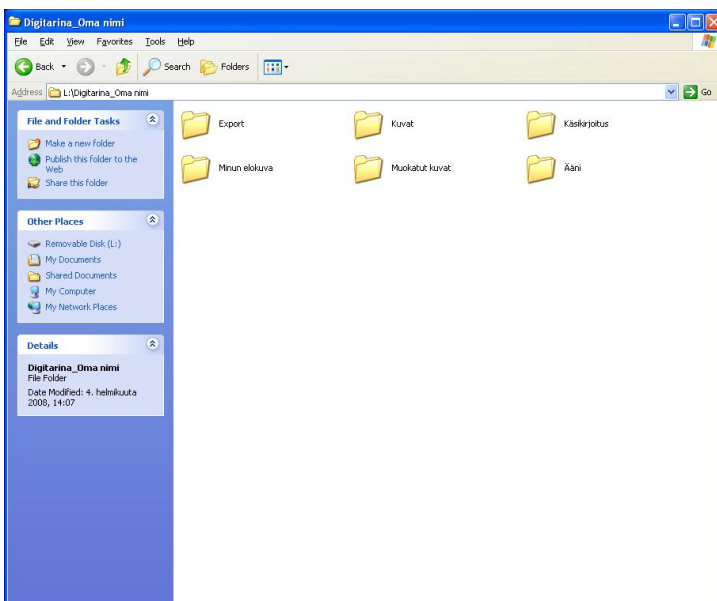 Digitarina_Oma nimi
File Edit View Favorites Tools Help
Back Search Folders
Address L:\Digitarina_Oma nimi Go
File and Folder Tasks
Make a new folder
Publish this folder to the
Web
Share this folder
Other Places
Removable Disk (L:)
My Documents
Shared Documents
My Computer
My Network Places
Details
Digitarina_Oma nimi
File Folder
Date Modified: 4. helmikuuta
2008, 14:07
Export Kuvat Käsikirjoitus
Minun elokuva Muokatut kuvat Ääni